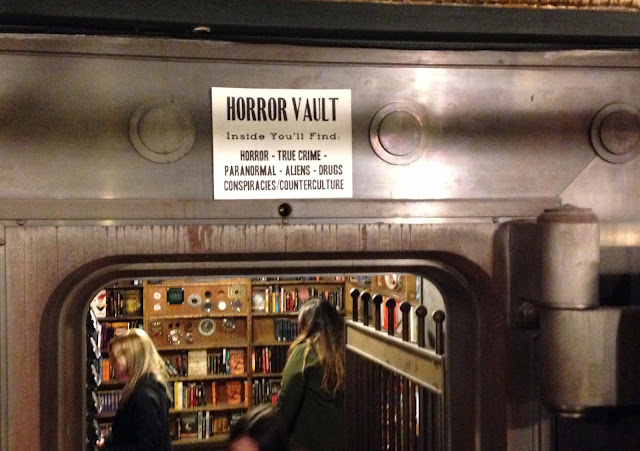 HORROR VAULT
Inside You'll Find:
HORROR - TRUE CRIME -
PARANORMAL - ALIENS - DRUGS
CONSPIRACIES/COUNTERCULTURE